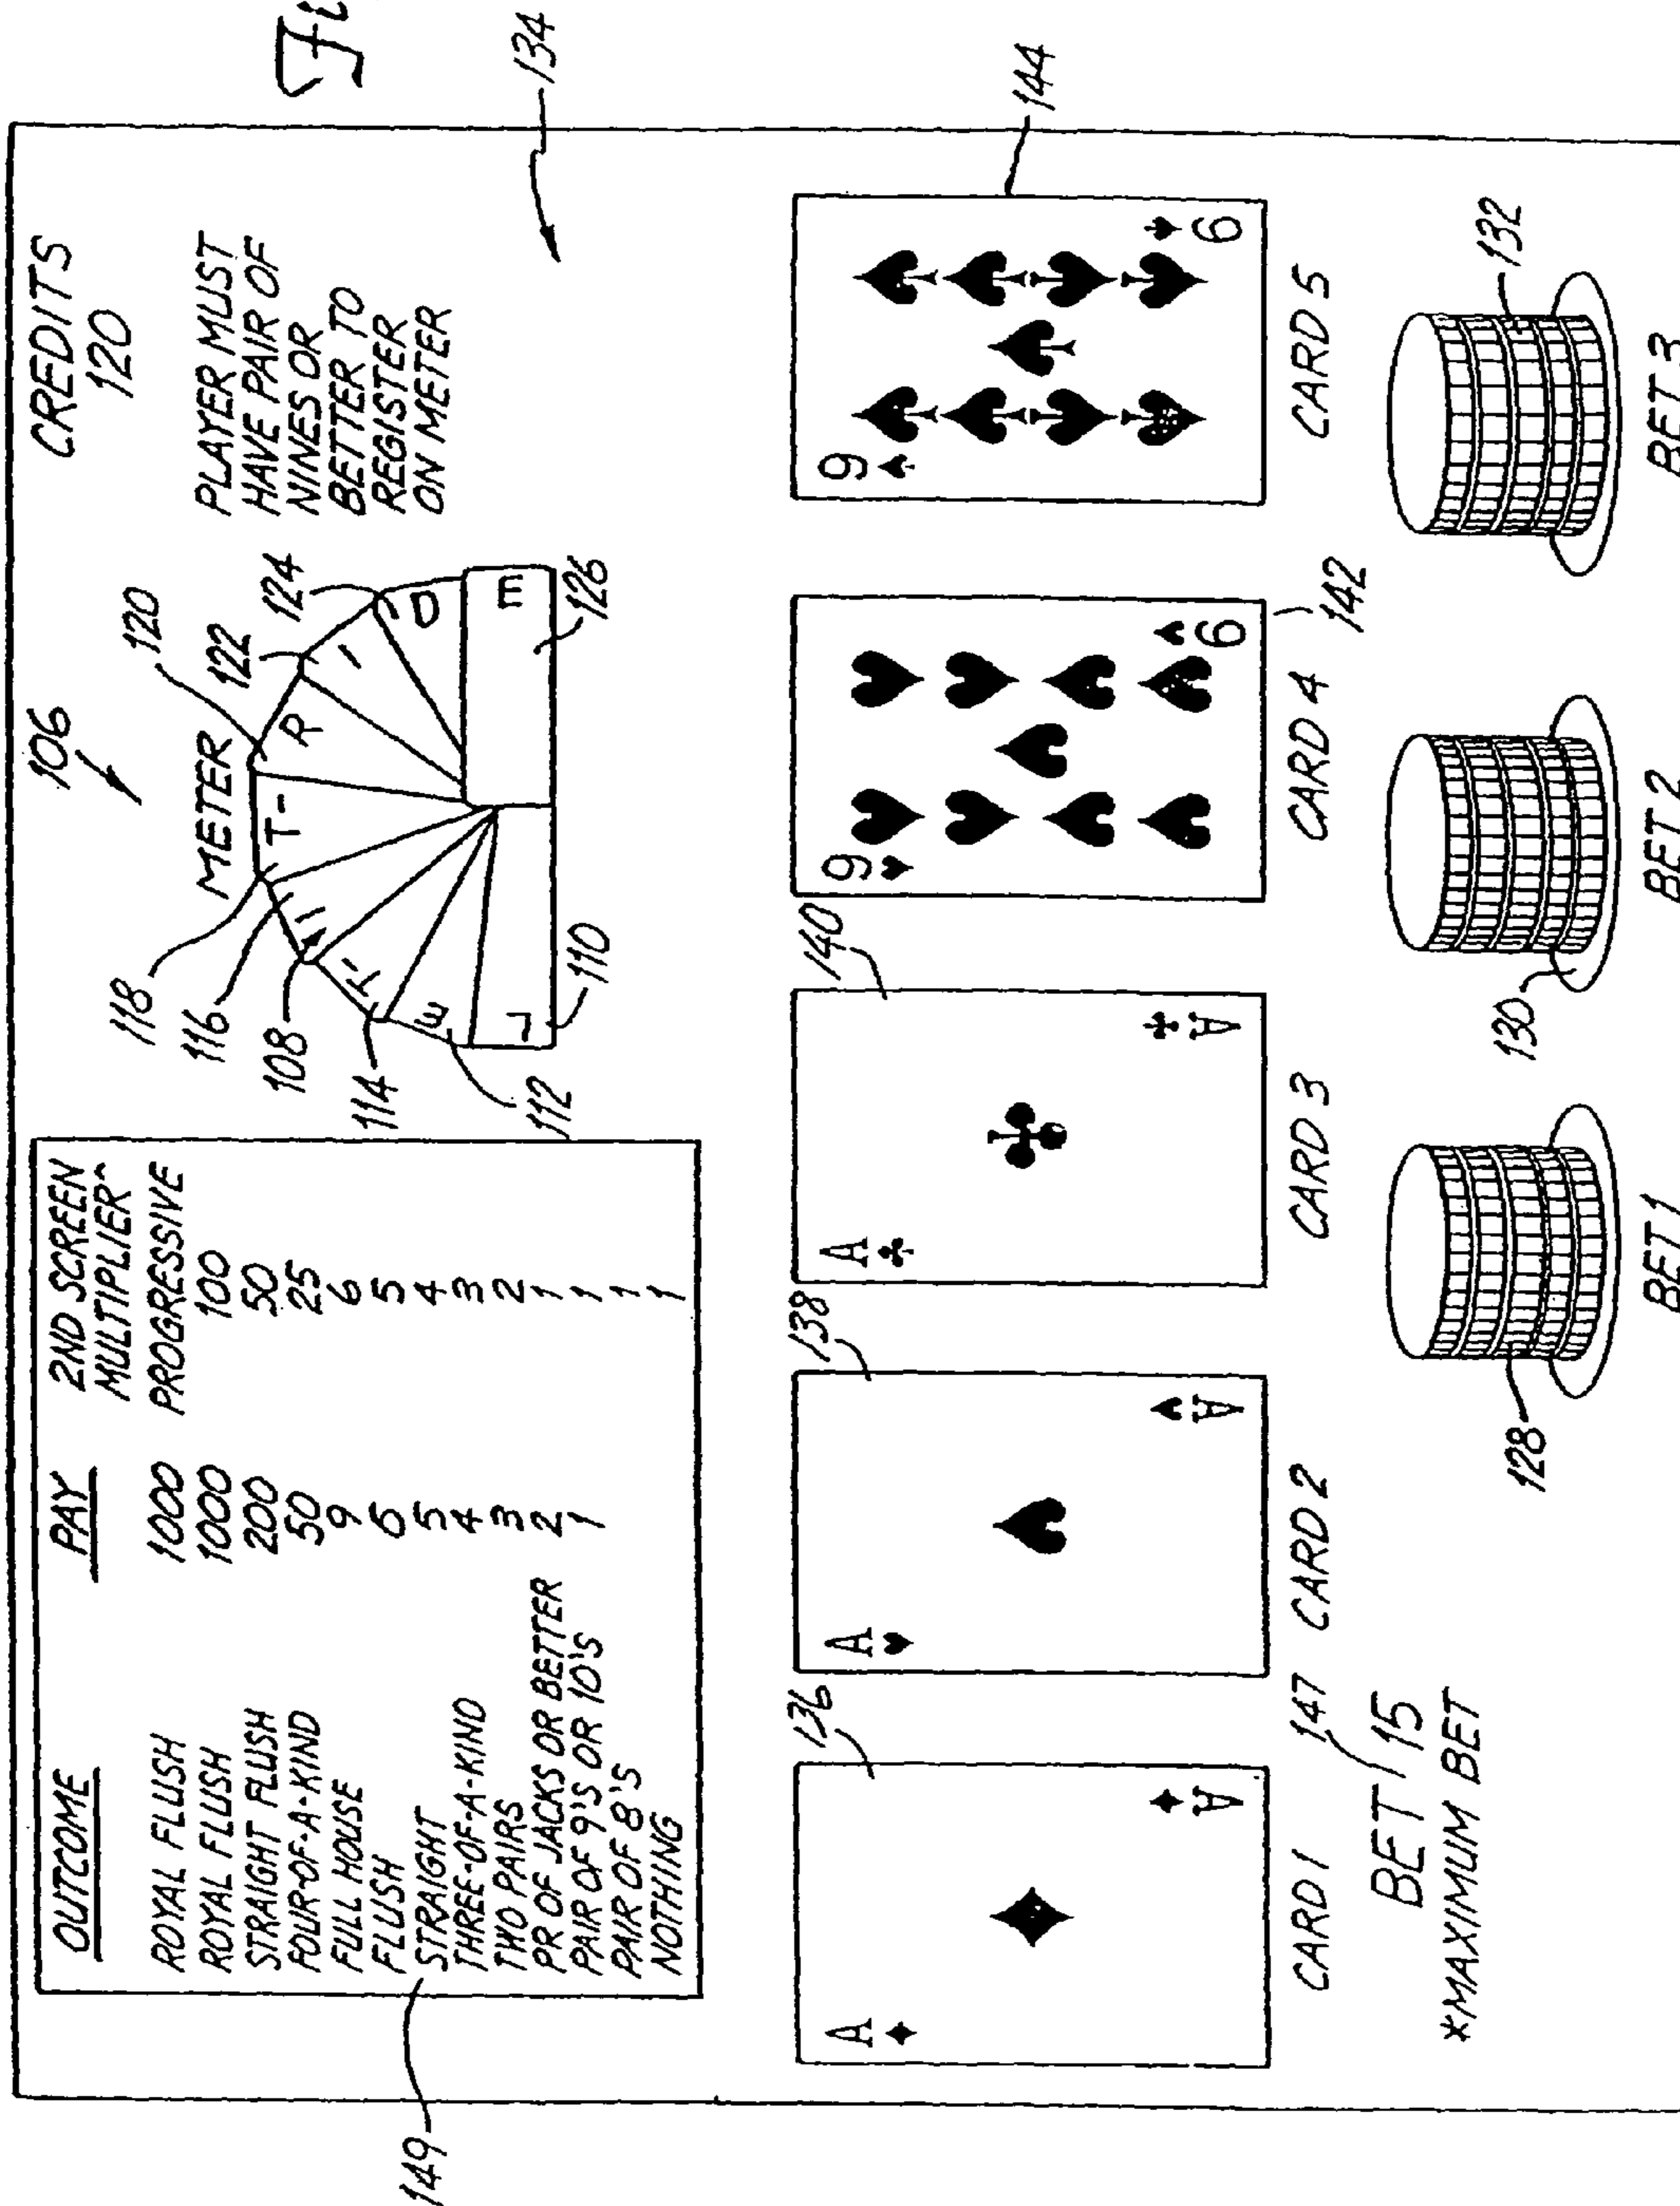 106
CREDITS
120
134
OUTCOME PAY 2ND SCREEN MULTIPLIER*
ROYAL FLUSH 1000 PROGRESSIVE
ROYAL FLUSH 1000 100
STRAIGHT FLUSH 200 50
FOUR-OF-A-KIND 50 25
FULL HOUSE 9 6
FLUSH 6 5
STRAIGHT 5 4
THREE-OF-A-KIND 4 3
TWO PAIRS 3 2
PR OF JACKS OR BETTER 2 1
PAIR OF 9'S OR 10'S 1 1
PAIR OF 8'S 1
NOTHING 1
149
METER
118
116
108
114
112
110
120
122
124
126
L
E
T
I
T
R
I
D
E
PLAYER MUST
HAVE PAIR OF
NINES OR
BETTER TO
REGISTER
ON METER
136
138
140
142
144
A
A
A
A
A
A
9
9
9
9
CARD 1
CARD 2
CARD 3
CARD 4
CARD 5
147
BET 15
*MAXIMUM BET
128
130
132
BET 1
BET 2
BET 3